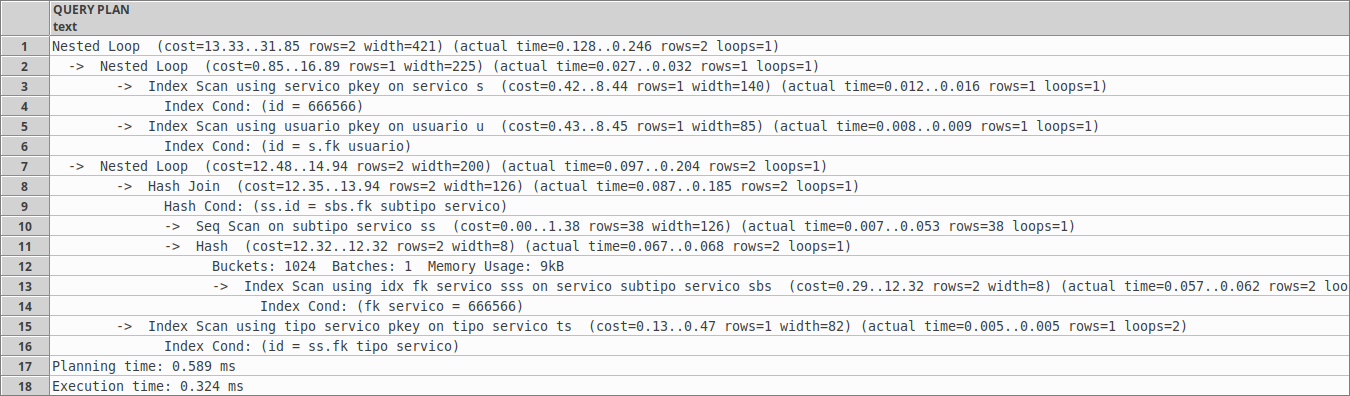 QUERY PLAN
text
1 Nested Loop (cost=13.33..31.85 rows=2 width=421) (actual time=0.128..0.246 rows=2 loops=1)
2 -> Nested Loop (cost=0.85..16.89 rows=1 width=225) (actual time=0.027..0.032 rows=1 loops=1)
3 -> Index Scan using servico pkey on servico s (cost=0.42..8.44 rows=1 width=140) (actual time=0.012..0.016 rows=1 loops=1)
4 Index Cond: (id = 666566)
5 -> Index Scan using usuario pkey on usuario u (cost=0.43..8.45 rows=1 width=85) (actual time=0.008..0.009 rows=1 loops=1)
6 Index Cond: (id = s.fk usuario)
7 -> Nested Loop (cost=12.48..14.94 rows=2 width=200) (actual time=0.097..0.204 rows=2 loops=1)
8 -> Hash Join (cost=12.35..13.94 rows=2 width=126) (actual time=0.087..0.185 rows=2 loops=1)
9 Hash Cond: (ss.id = sbs.fk subtipo servico)
10 -> Seq Scan on subtipo servico ss (cost=0.00..1.38 rows=38 width=126) (actual time=0.007..0.053 rows=38 loops=1)
11 -> Hash (cost=12.32..12.32 rows=2 width=8) (actual time=0.067..0.068 rows=2 loops=1)
12 Buckets: 1024 Batches: 1 Memory Usage: 9kB
13 -> Index Scan using idx fk servico sss on servico subtipo servico sbs (cost=0.29..12.32 rows=2 width=8) (actual time=0.057..0.062 rows=2 loo
14 Index Cond: (fk servico = 666566)
15 -> Index Scan using tipo servico pkey on tipo servico ts (cost=0.13..0.47 rows=1 width=82) (actual time=0.005..0.005 rows=1 loops=2)
16 Index Cond: (id = ss.fk tipo servico)
17 Planning time: 0.589 ms
18 Execution time: 0.324 ms